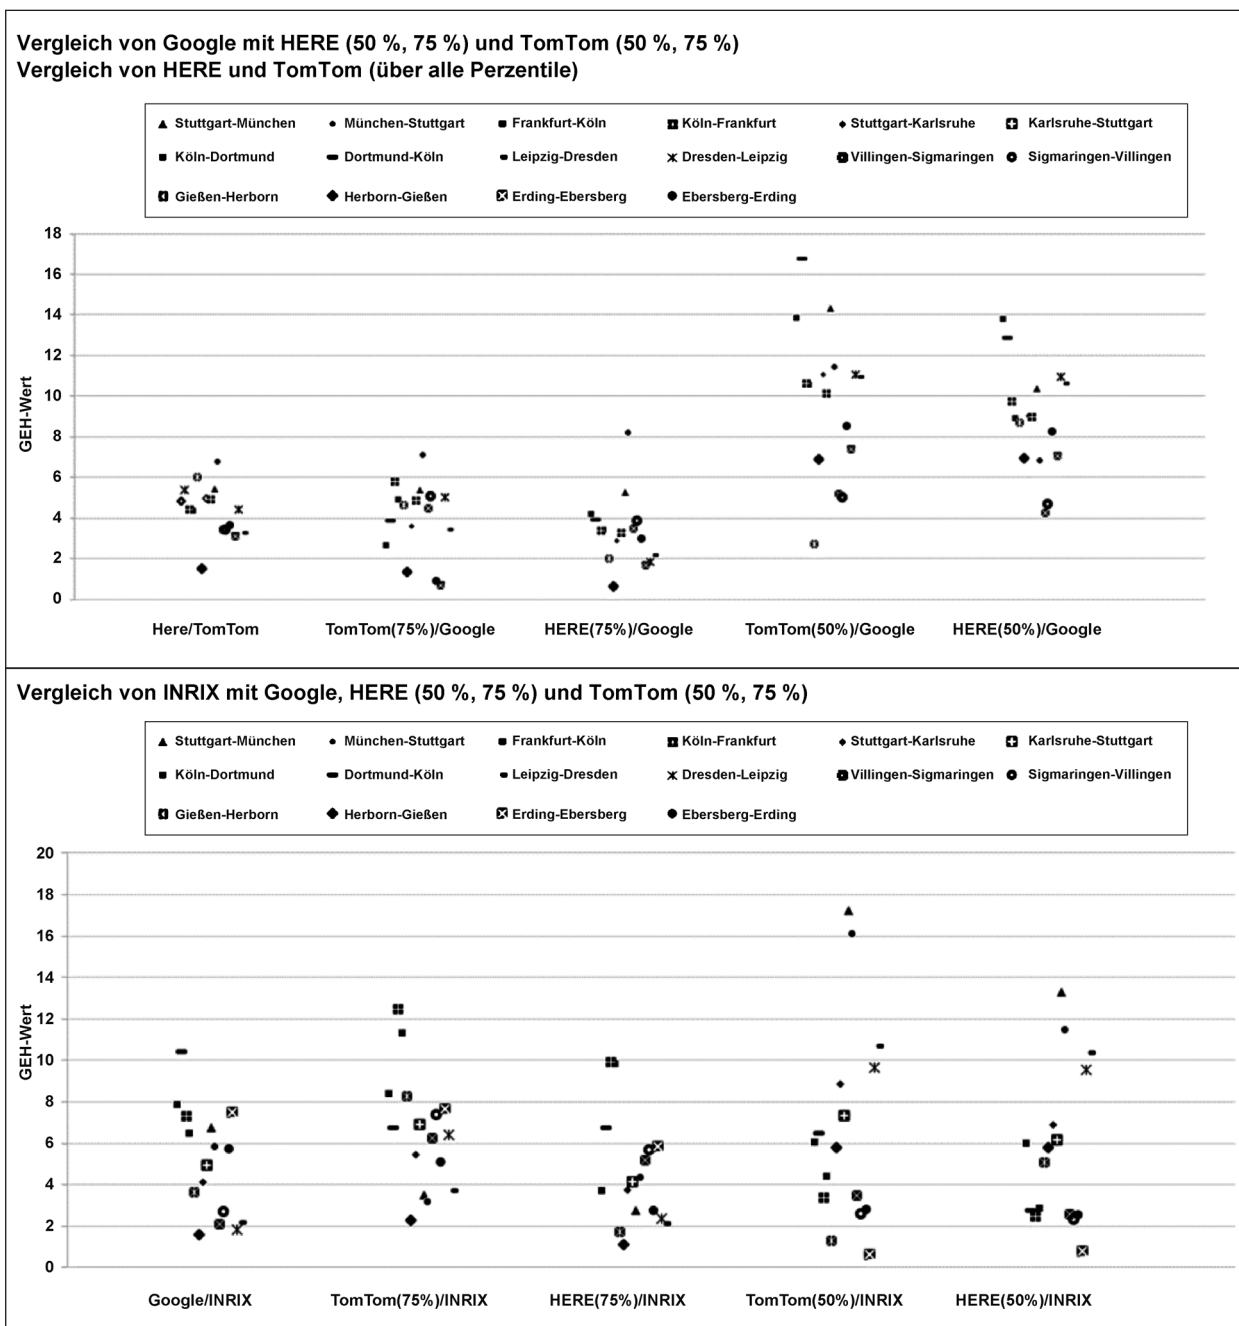 Vergleich von Google mit HERE (50 %, 75 %) und TomTom (50 %, 75 %)
Vergleich von HERE und TomTom (über alle Perzentile)
Stuttgart-München München-Stuttgart Frankfurt-Köln Köln-Frankfurt Stuttgart-Karlsruhe Karlsruhe-Stuttgart
Köln-Dortmund Dortmund-Köln Leipzig-Dresden Dresden-Leipzig Villingen-Sigmaringen Sigmaringen-Villingen
Gießen-Herborn Herborn-Gießen Erding-Ebersberg Ebersberg-Erding
18
16
14
12
10
8
6
4
2
0
GEH-Wert
Here/TomTom TomTom(75%)/Google HERE(75%)/Google TomTom(50%)/Google HERE(50%)/Google
Vergleich von INRIX mit Google, HERE (50 %, 75 %) und TomTom (50 %, 75 %)
Stuttgart-München München-Stuttgart Frankfurt-Köln Köln-Frankfurt Stuttgart-Karlsruhe Karlsruhe-Stuttgart
Köln-Dortmund Dortmund-Köln Leipzig-Dresden Dresden-Leipzig Villingen-Sigmaringen Sigmaringen-Villingen
Gießen-Herborn Herborn-Gießen Erding-Ebersberg Ebersberg-Erding
20
18
16
14
12
10
8
6
4
2
0
GEH-Wert
Google/INRIX TomTom(75%)/INRIX HERE(75%)/INRIX TomTom(50%)/INRIX HERE(50%)/INRIX